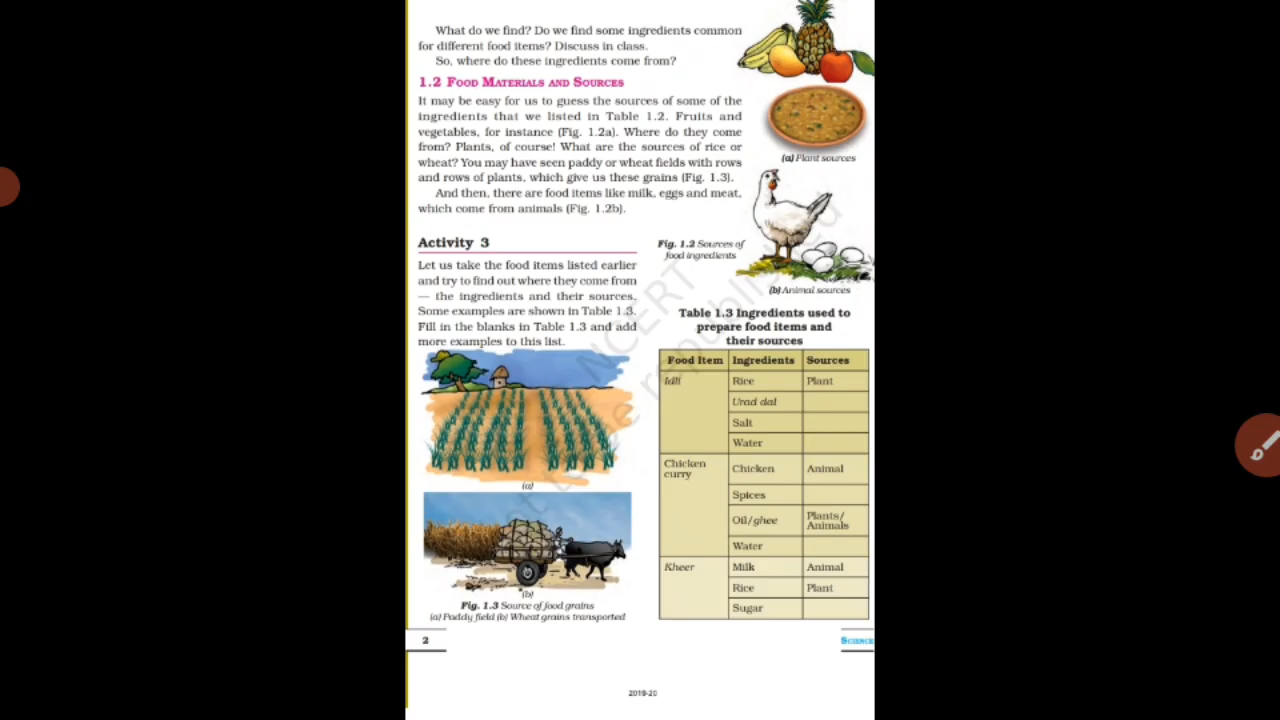 What do we find? Do we find some ingredients common
for different food items? Discuss in class.
So, where do these ingredients come from?
1.2 FOOD MATERIALS AND SOURCES
It may be easy for us to guess the sources of some of the
ingredients that we listed in Table 1.2. Fruits and
vegetables, for instance (Fig. 1.2a). Where do they come
from? Plants, of course! What are the sources of rice or
wheat? You may have seen paddy or wheat fields with rows
and rows of plants, which give us these grains (Fig. 1.3).
And then, there are food items like milk, eggs and meat,
which come from animals (Fig. 1.2b).
(a) Plant sources
Fig. 1.2 Sources of
food ingredients
(b) Animal sources
Activity 3
Let us take the food items listed earlier
and try to find out where they come from
— the ingredients and their sources.
Some examples are shown in Table 1.3.
Fill in the blanks in Table 1.3 and add
more examples to this list.
(a)
(b)
Fig. 1.3 Source of food grains
(a) Paddy field (b) Wheat grains transported
Table 1.3 Ingredients used to
prepare food items and
their sources
Food Item Ingredients Sources
Idli Rice Plant
Urad dal
Salt
Water
Chicken
curry
Chicken Animal
Spices
Oil/ghee Plants/
Animals
Water
Kheer Milk Animal
Rice Plant
Sugar
2
SCIENCE
2019-20
NCERT
be republished